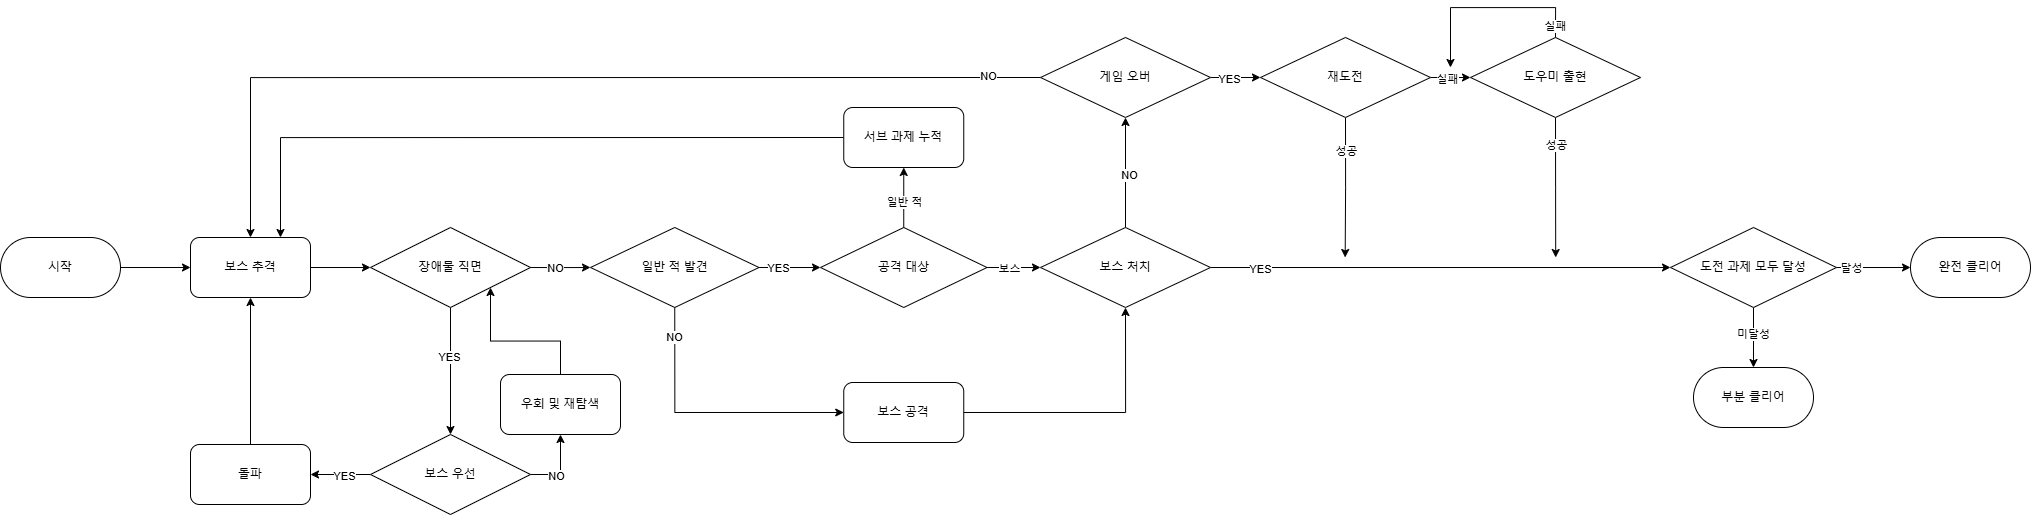 실패
게임 오버
YES
재도전
실패
도우미 출현
NO
서브 과제 누적
성공
성공
NO
일반 적
시작
보스 추격
장애물 직면
NO
일반 적 발견
YES
공격 대상
보스
보스 처치
YES
도전 과제 모두 달성
달성
완전 클리어
NO
미달성
YES
우회 및 재탐색
보스 공격
부분 클리어
돌파
YES
보스 우선
NO